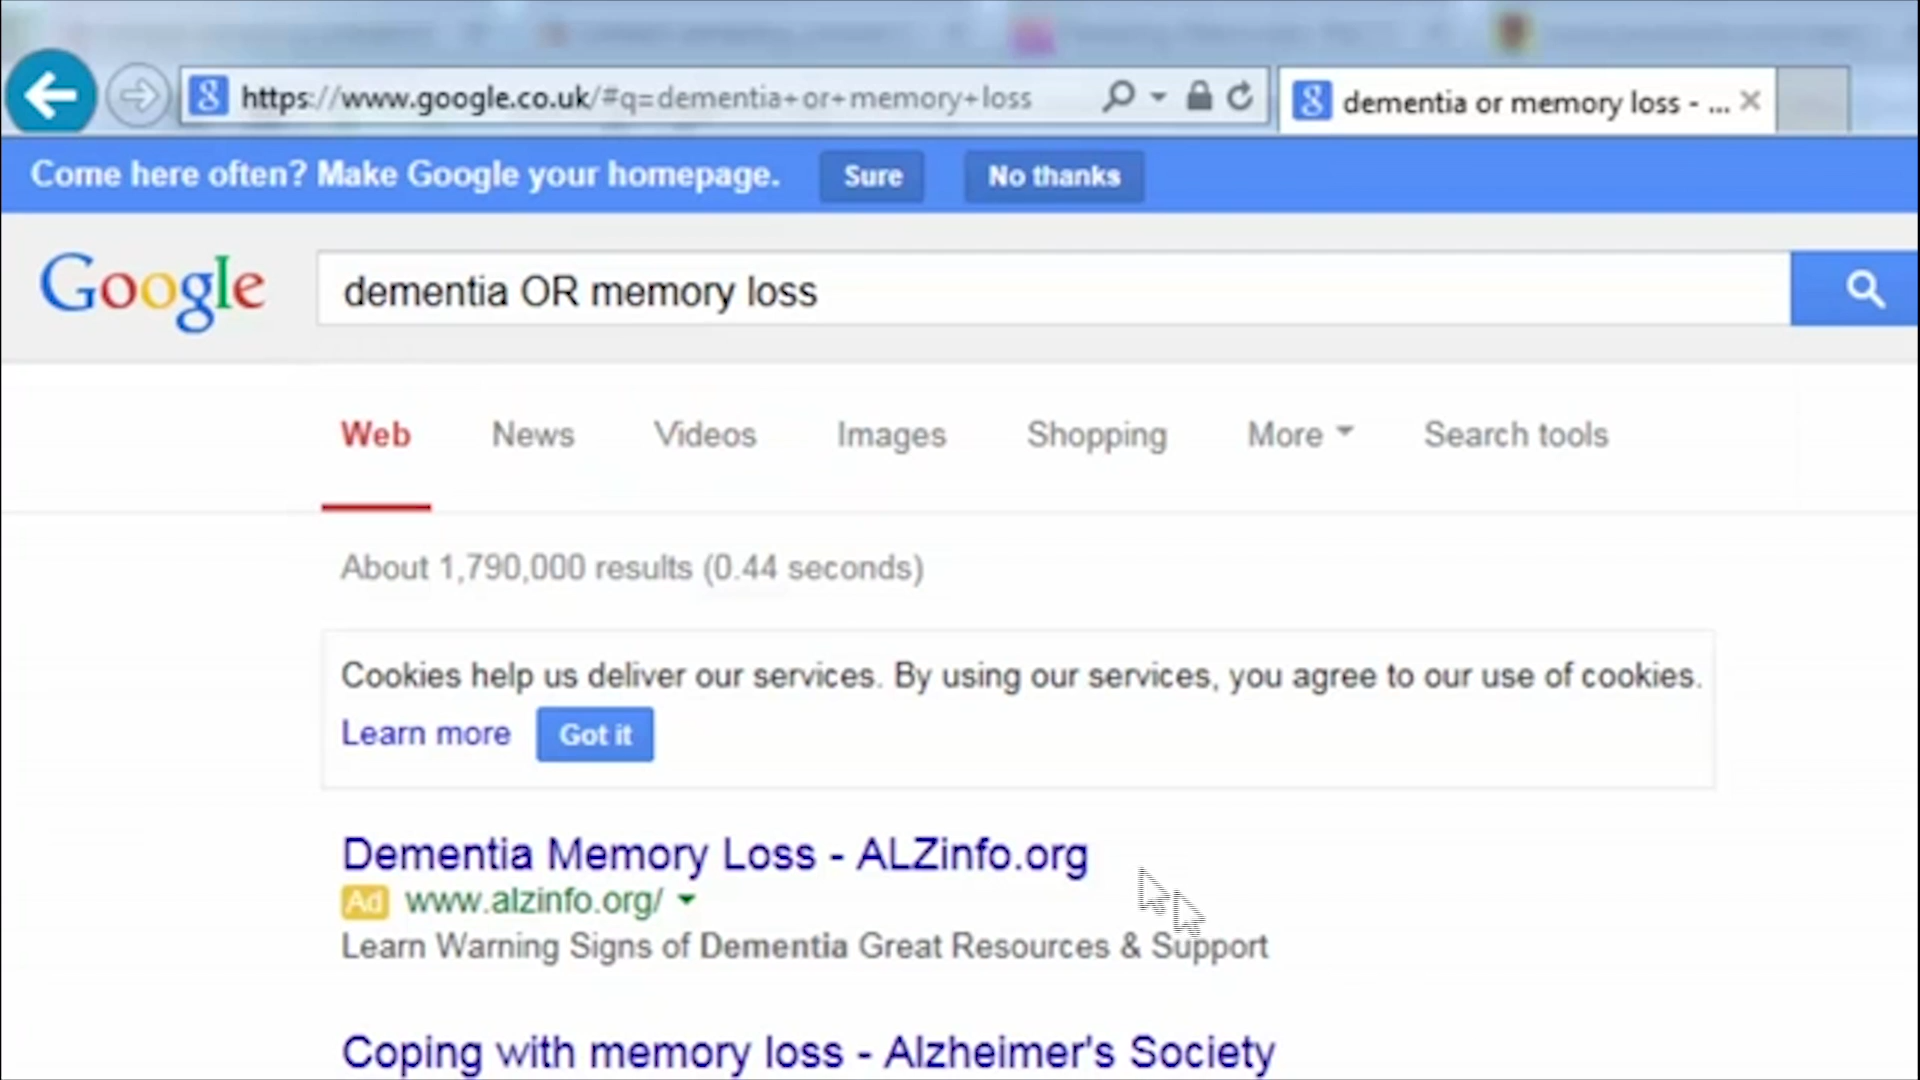 https://www.google.co.uk/#q=dementia+or+memory+loss
dementia or memory loss - ...
Come here often? Make Google your homepage. Sure No thanks
Google dementia OR memory loss
Web News Videos Images Shopping More Search tools
About 1,790,000 results (0.44 seconds)
Cookies help us deliver our services. By using our services, you agree to our use of cookies.
Learn more Got it
Dementia Memory Loss - ALZinfo.org
Ad www.alzinfo.org/
Learn Warning Signs of Dementia Great Resources & Support
Coping with memory loss - Alzheimer's Society